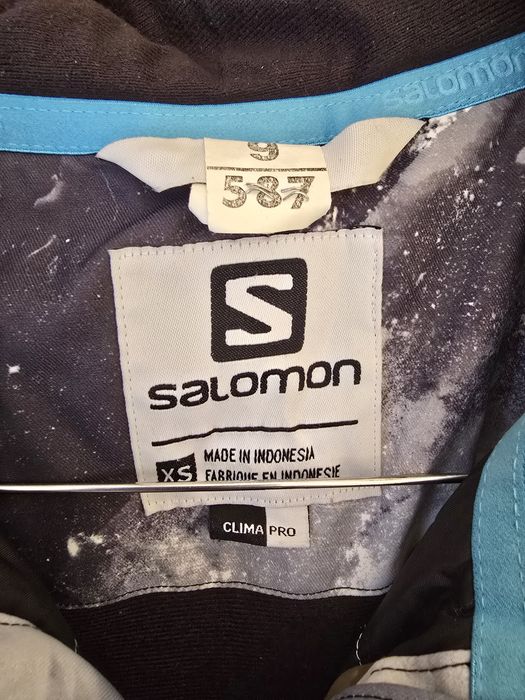 salomon
9
587
S
salomon
MADE IN INDONESIA
XS
FABRIQUE EN INDONESIE
CLIMA PRO